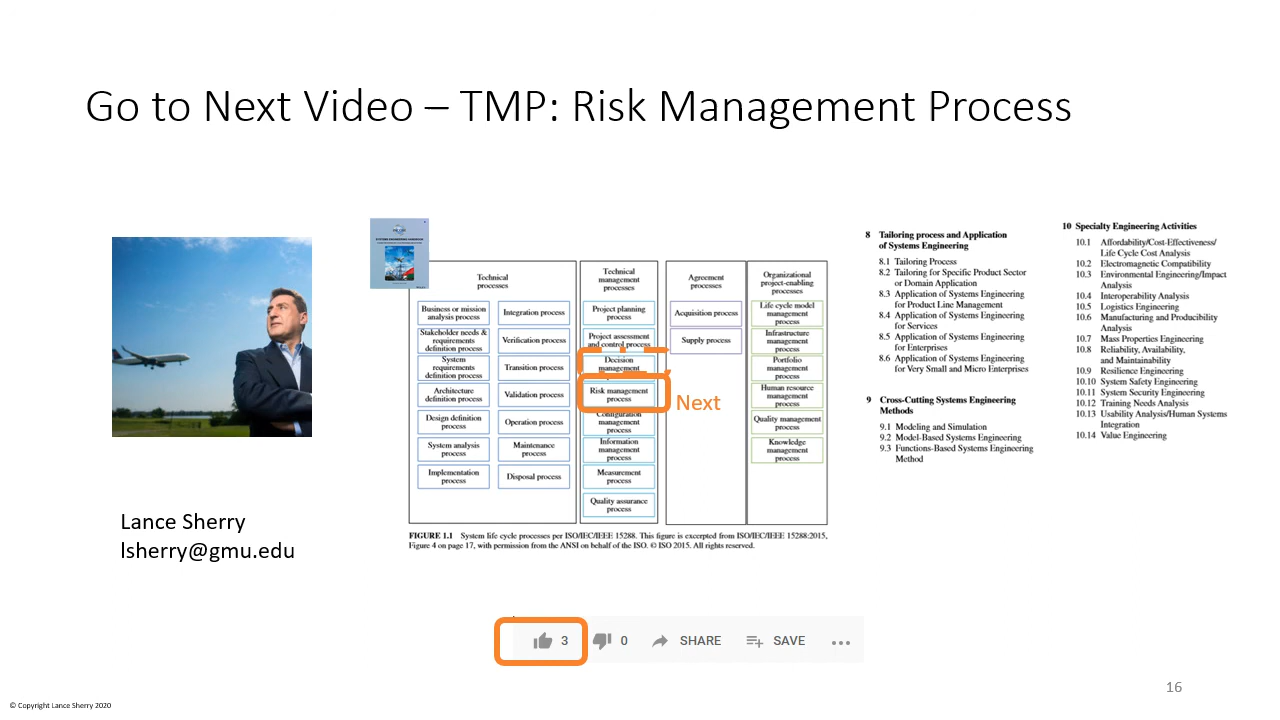 Go to Next Video – TMP: Risk Management Process
Lance Sherry
lsherry@gmu.edu
Technical
processes
Business or mission
analysis process
Stakeholder needs &
requirements
definition process
System
requirements
definition process
Architecture
definition process
Design definition
process
System analysis
process
Implementation
process
Integration process
Verification process
Transition process
Validation process
Operation process
Maintenance
process
Disposal process
Technical
management
processes
Project planning
process
Project assessment
and control process
Decision
management
Risk management
process
Configuration
management
process
Information
management
process
Measurement
process
Quality assurance
process
Next
Agreement
processes
Acquisition process
Supply process
Organizational
project-enabling
processes
Life cycle model
management
process
Infrastructure
management
process
Portfolio
management
process
Human resource
management
process
Quality management
process
Knowledge
management
process
FIGURE 1.1 System life cycle processes per ISO/IEC/IEEE 15288. This figure is excerpted from ISO/IEC/IEEE 15288:2015,
Figure 4 on page 17, with permission from the ANSI on behalf of the ISO. © ISO 2015. All rights reserved.
8 Tailoring process and Application
of Systems Engineering
8.1 Tailoring Process
8.2 Tailoring for Specific Product Sector
or Domain Application
8.3 Application of Systems Engineering
for Product Line Management
8.4 Application of Systems Engineering
for Services
8.5 Application of Systems Engineering
for Enterprises
8.6 Application of Systems Engineering
for Very Small and Micro Enterprises
9 Cross-Cutting Systems Engineering
Methods
9.1 Modeling and Simulation
9.2 Model-Based Systems Engineering
9.3 Functions-Based Systems Engineering
Method
10 Specialty Engineering Activities
10.1 Affordability/Cost-Effectiveness/
Life Cycle Cost Analysis
10.2 Electromagnetic Compatibility
10.3 Environmental Engineering/Impact
Analysis
10.4 Interoperability Analysis
10.5 Logistics Engineering
10.6 Manufacturing and Producibility
Analysis
10.7 Mass Properties Engineering
10.8 Reliability, Availability,
and Maintainability
10.9 Resilience Engineering
10.10 System Safety Engineering
10.11 System Security Engineering
10.12 Training Needs Analysis
10.13 Usability Analysis/Human Systems
Integration
10.14 Value Engineering
3 0 SHARE SAVE
16
© Copyright Lance Sherry 2020